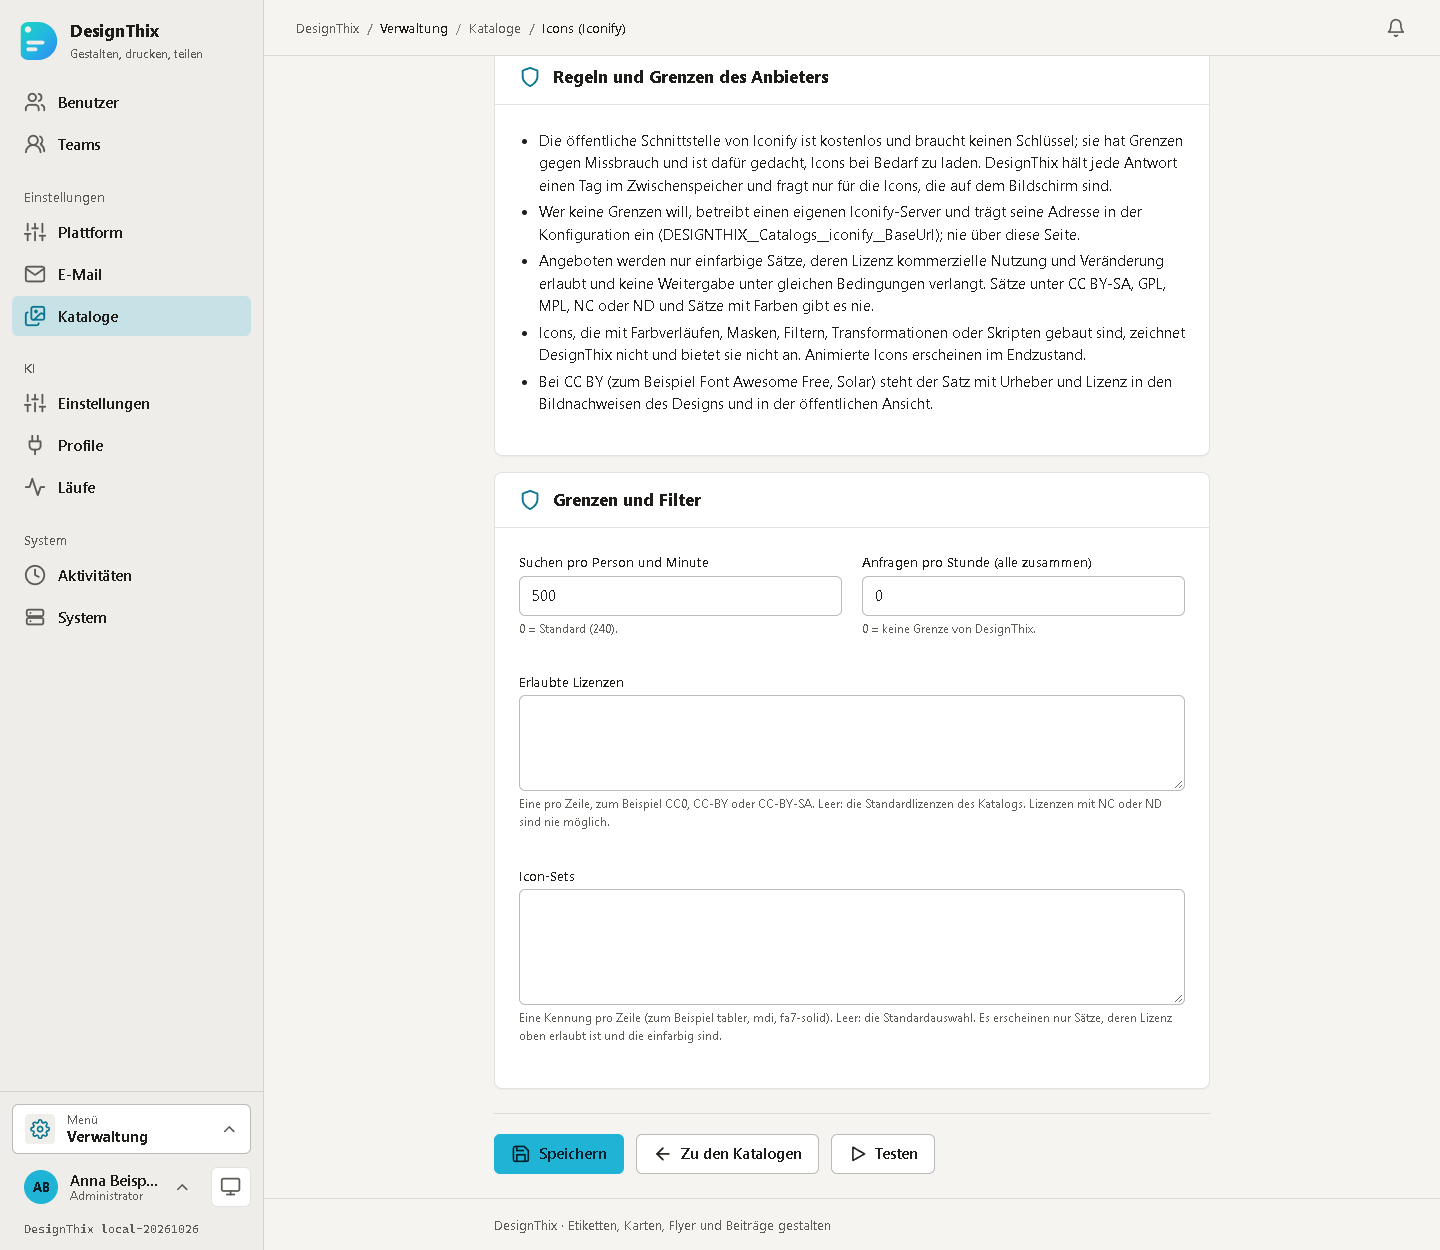 DesignThix
Gestalten, drucken, teilen
Benutzer
Teams
Einstellungen
Plattform
E-Mail
Kataloge
KI
Einstellungen
Profile
Läufe
System
Aktivitäten
System
Menü
Verwaltung
AB
Anna Beisp...
Administrator
DesignThix local-20261026
DesignThix / Verwaltung / Kataloge / Icons (Iconify)
Regeln und Grenzen des Anbieters
• Die öffentliche Schnittstelle von Iconify ist kostenlos und braucht keinen Schlüssel; sie hat Grenzen
gegen Missbrauch und ist dafür gedacht, Icons bei Bedarf zu laden. DesignThix hält jede Antwort
einen Tag im Zwischenspeicher und fragt nur für die Icons, die auf dem Bildschirm sind.
• Wer keine Grenzen will, betreibt einen eigenen Iconify-Server und trägt seine Adresse in der
Konfiguration ein (DESIGNTHIX__Catalogs__iconify__BaseUrl); nie über diese Seite.
• Angeboten werden nur einfarbige Sätze, deren Lizenz kommerzielle Nutzung und Veränderung
erlaubt und keine Weitergabe unter gleichen Bedingungen verlangt. Sätze unter CC BY-SA, GPL,
MPL, NC oder ND und Sätze mit Farben gibt es nie.
• Icons, die mit Farbverläufen, Masken, Filtern, Transformationen oder Skripten gebaut sind, zeichnet
DesignThix nicht und bietet sie nicht an. Animierte Icons erscheinen im Endzustand.
• Bei CC BY (zum Beispiel Font Awesome Free, Solar) steht der Satz mit Urheber und Lizenz in den
Bildnachweisen des Designs und in der öffentlichen Ansicht.
Grenzen und Filter
Suchen pro Person und Minute
500
0 = Standard (240).
Anfragen pro Stunde (alle zusammen)
0
0 = keine Grenze von DesignThix.
Erlaubte Lizenzen
Eine pro Zeile, zum Beispiel CC0, CC-BY oder CC-BY-SA. Leer: die Standardlizenzen des Katalogs. Lizenzen mit NC oder ND
sind nie möglich.
Icon-Sets
Eine Kennung pro Zeile (zum Beispiel tabler, mdi, fa7-solid). Leer: die Standardauswahl. Es erscheinen nur Sätze, deren Lizenz
oben erlaubt ist und die einfarbig sind.
Speichern
Zu den Katalogen
Testen
DesignThix · Etiketten, Karten, Flyer und Beiträge gestalten